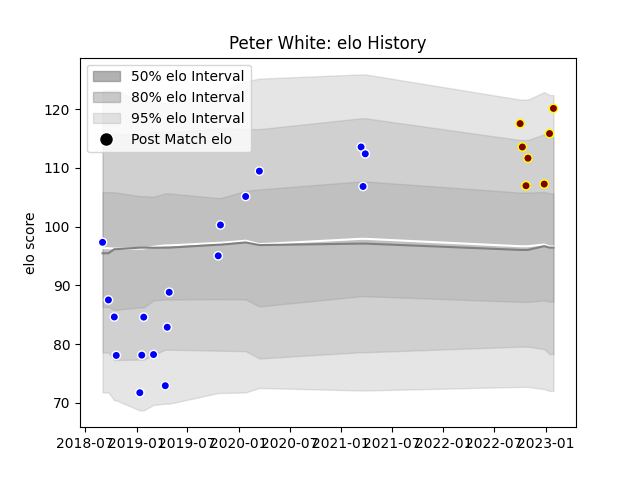 Peter White: elo History
50% elo Interval
80% elo Interval
95% elo Interval
Post Match elo
elo score
120
110
100
90
80
70
2018-07 2019-01 2019-07 2020-01 2020-07 2021-01 2021-07 2022-01 2022-07 2023-01